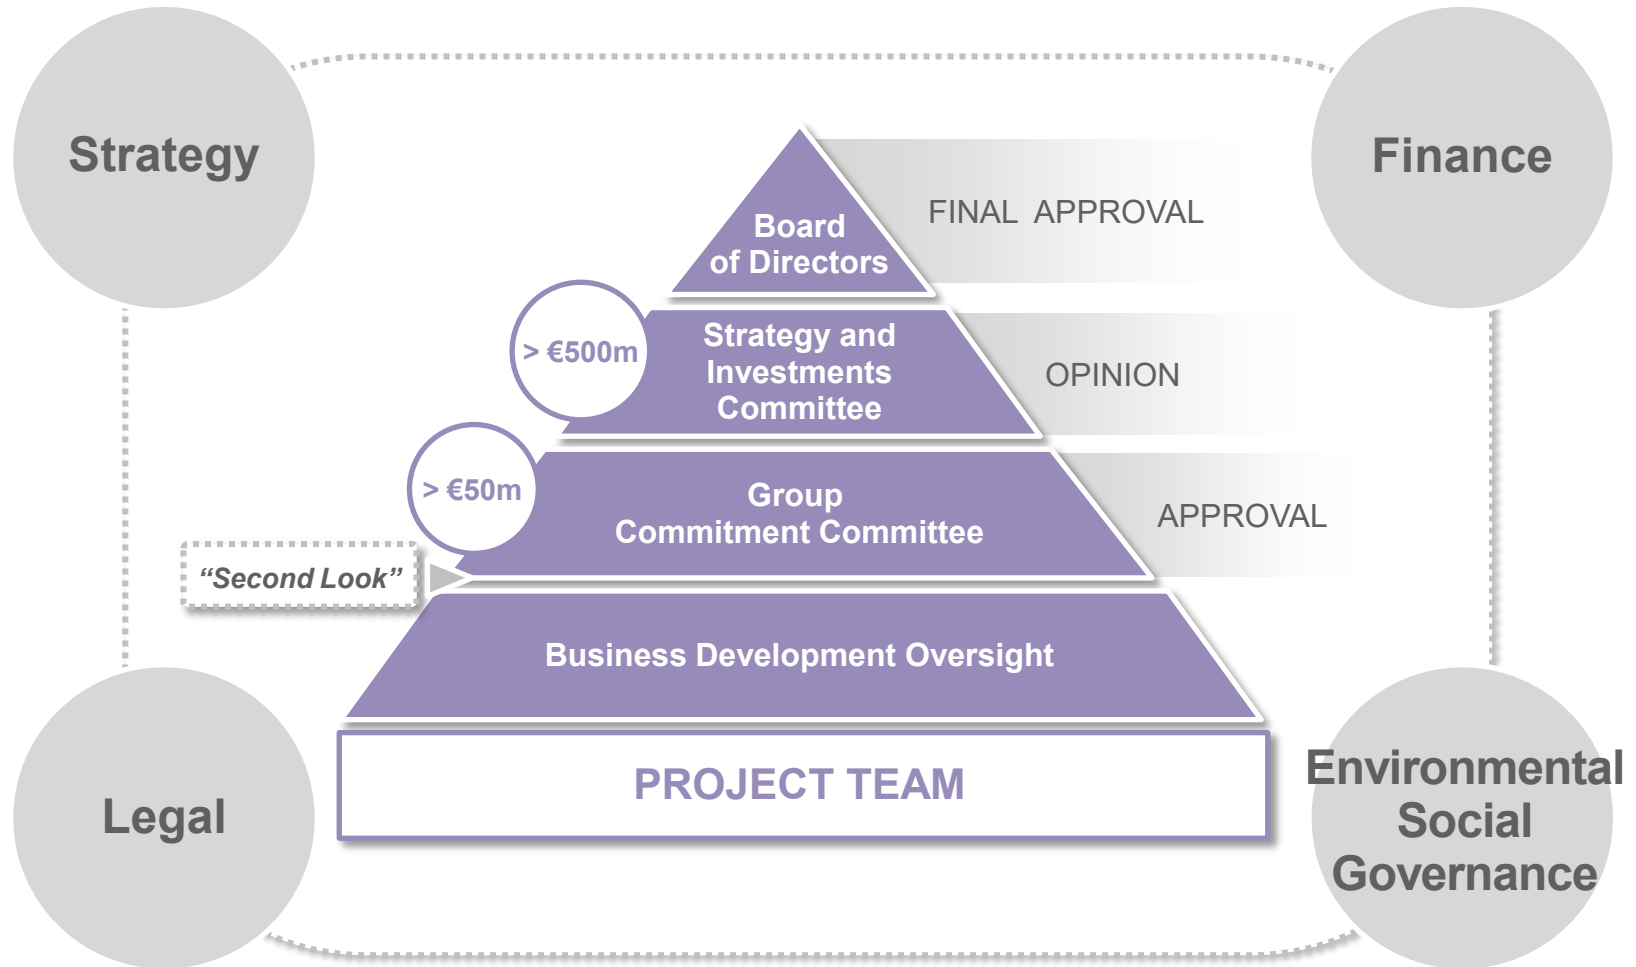 Strategy
Finance
Board
of Directors
FINAL APPROVAL
> €500m
Strategy and
Investments
Committee
OPINION
> €50m
Group
Commitment Committee
APPROVAL
“Second Look”
Business Development Oversight
PROJECT TEAM
Legal
Environmental
Social
Governance